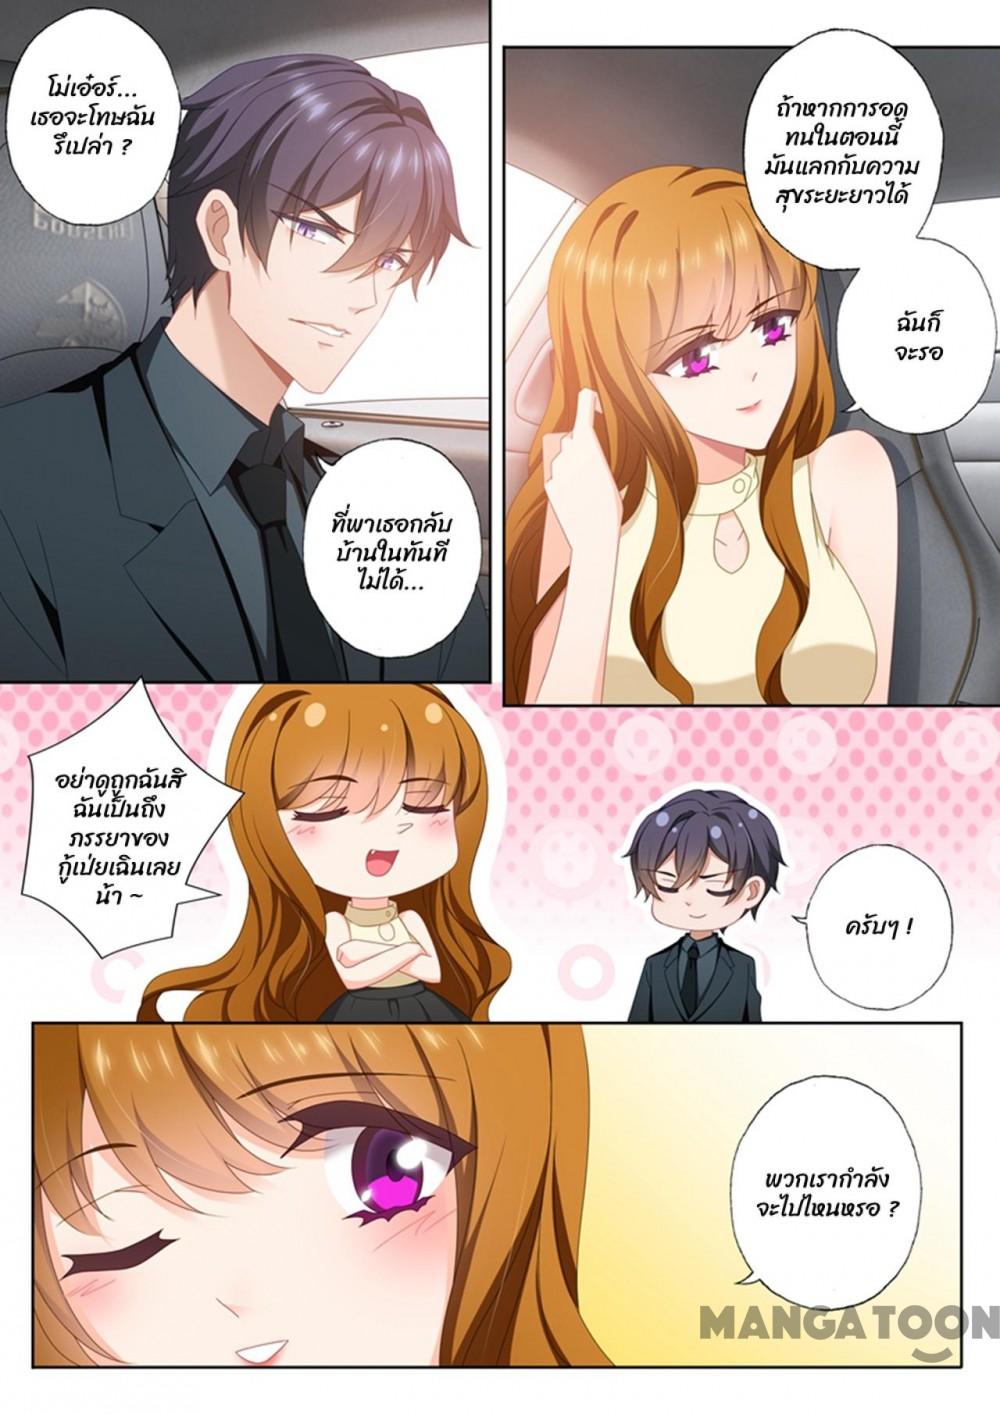 โม่เอ๋อร์...
เธอจะโทษฉัน
รึเปล่า ?
ที่พาเธอกลับ
บ้านในทันที
ไม่ได้...
ถ้าหากการอด
ทนในตอนนี้
มันแลกกับความ
สุขระยะยาวได้
ฉันก็
จะรอ
อย่าดูถูกฉันสิ
ฉันเป็นถึง
ภรรยาของ
กู้เป่ยเฉินเลย
น้า ~
ครับๆ !
พวกเรากำลัง
จะไปไหนหรอ ?
MANGATOON